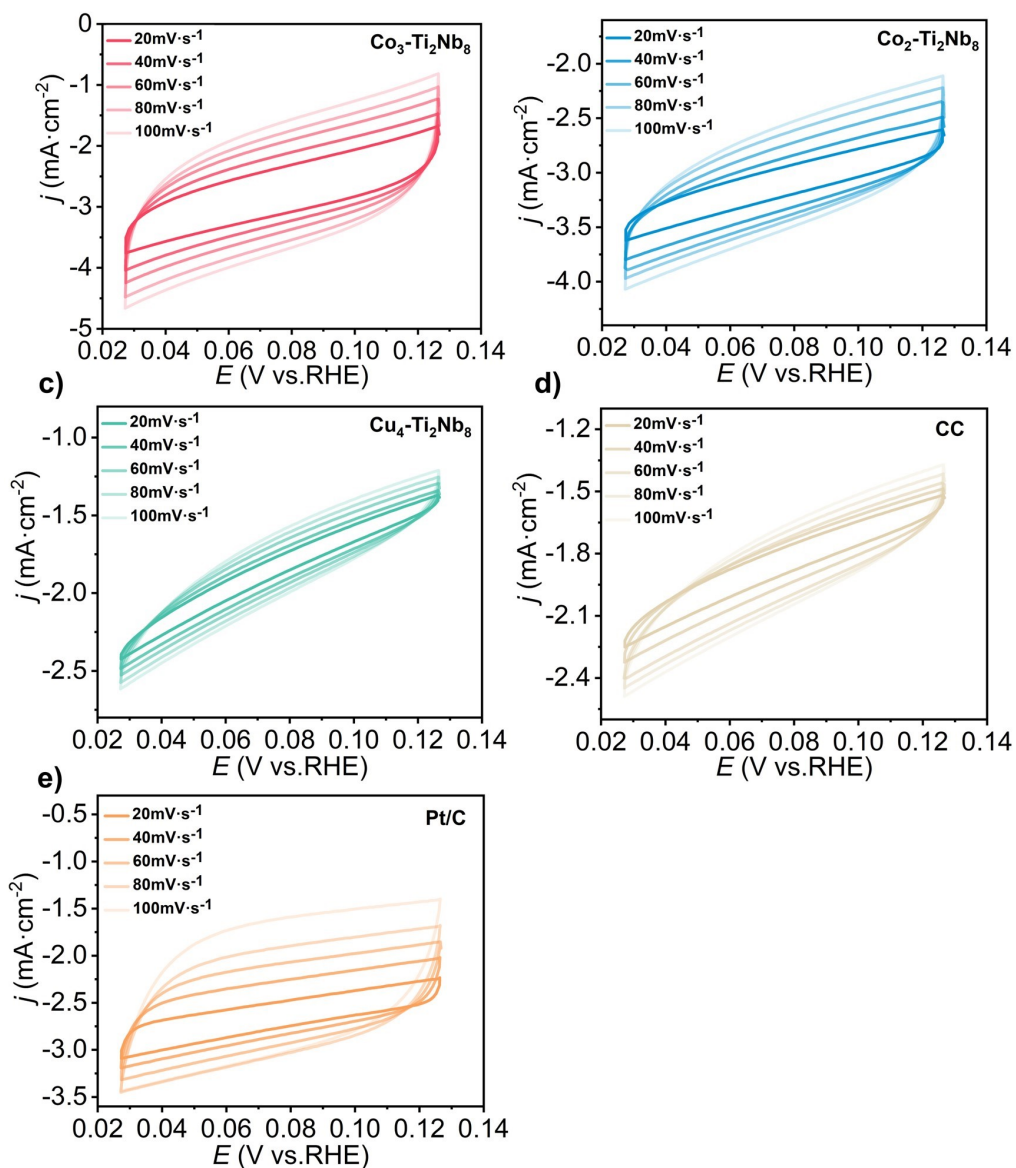 0
-1
-2
-3
-4
-5
j (mA·cm⁻²)
20mV·s⁻¹
40mV·s⁻¹
60mV·s⁻¹
80mV·s⁻¹
100mV·s⁻¹
Co₃-Ti₂Nb₈
0.02 0.04 0.06 0.08 0.10 0.12 0.14
E (V vs.RHE)
-2.0
-2.5
-3.0
-3.5
-4.0
j (mA·cm⁻²)
20mV·s⁻¹
40mV·s⁻¹
60mV·s⁻¹
80mV·s⁻¹
100mV·s⁻¹
Co₂-Ti₂Nb₈
0.02 0.04 0.06 0.08 0.10 0.12 0.14
E (V vs.RHE)
c)
-1.0
-1.5
-2.0
-2.5
j (mA·cm⁻²)
20mV·s⁻¹
40mV·s⁻¹
60mV·s⁻¹
80mV·s⁻¹
100mV·s⁻¹
Cu₄-Ti₂Nb₈
0.02 0.04 0.06 0.08 0.10 0.12 0.14
E (V vs.RHE)
d)
-1.2
-1.5
-1.8
-2.1
-2.4
j (mA·cm⁻²)
20mV·s⁻¹
40mV·s⁻¹
60mV·s⁻¹
80mV·s⁻¹
100mV·s⁻¹
CC
0.02 0.04 0.06 0.08 0.10 0.12 0.14
E (V vs.RHE)
e)
-0.5
-1.0
-1.5
-2.0
-2.5
-3.0
-3.5
j (mA·cm⁻²)
20mV·s⁻¹
40mV·s⁻¹
60mV·s⁻¹
80mV·s⁻¹
100mV·s⁻¹
Pt/C
0.02 0.04 0.06 0.08 0.10 0.12 0.14
E (V vs.RHE)